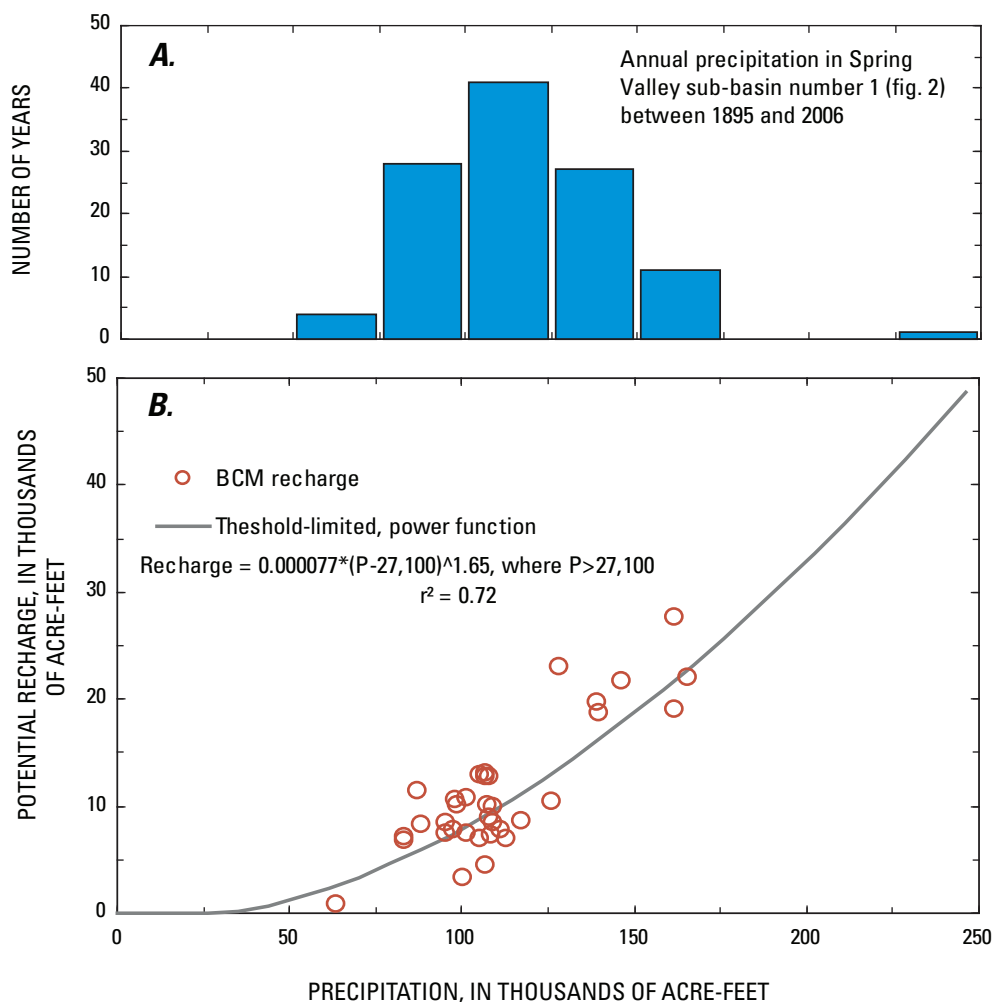 50
40
30
20
10
0
NUMBER OF YEARS
A.
Annual precipitation in Spring
Valley sub-basin number 1 (fig. 2)
between 1895 and 2006
50
40
30
20
10
0
POTENTIAL RECHARGE, IN THOUSANDS
OF ACRE-FEET
B.
BCM recharge
Theshold-limited, power function
Recharge = 0.000077*(P-27,100)^1.65, where P>27,100
r² = 0.72
0
50
100
150
200
250
PRECIPITATION, IN THOUSANDS OF ACRE-FEET